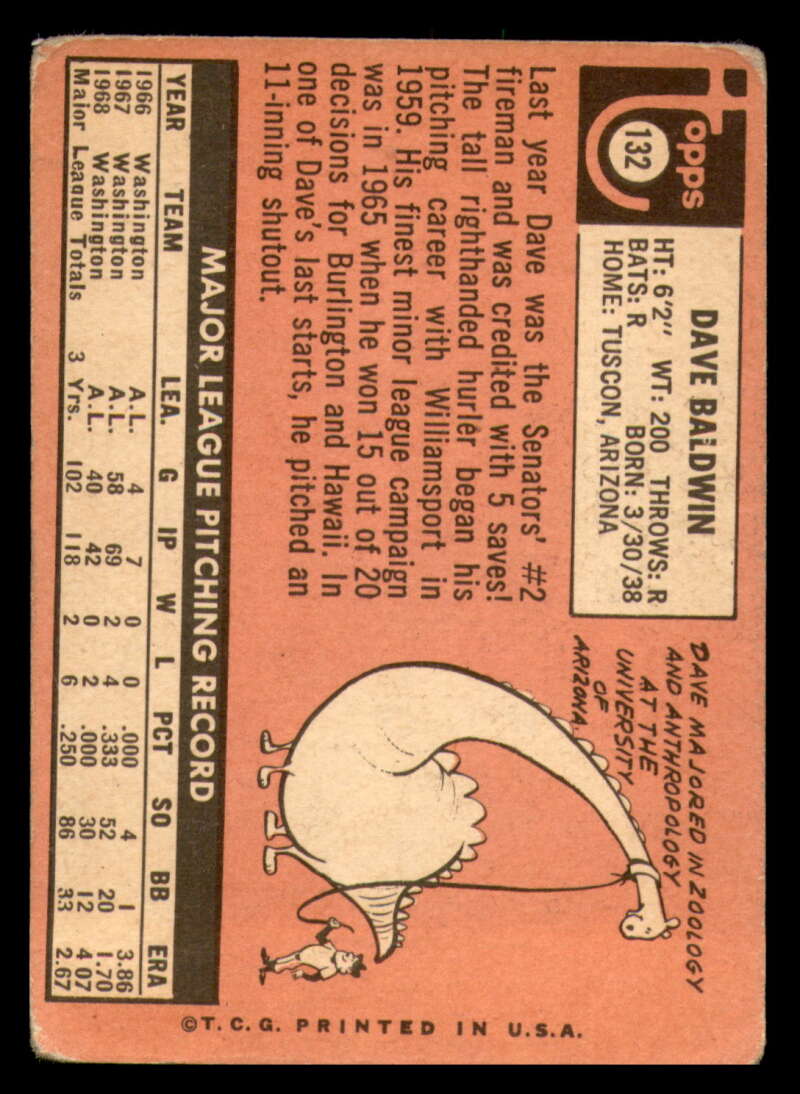 Topps
132
DAVE BALDWIN
HT: 6'2" WT: 200 THROWS: R
BATS: R BORN: 3/30/38
HOME: TUSCON, ARIZONA
Last year Dave was the Senators' #2
fireman and was credited with 5 saves!
The tall righthanded hurler began his
pitching career with Williamsport in
1959. His finest minor league campaign
was in 1965 when he won 15 out of 20
decisions for Burlington and Hawaii. In
one of Dave's last starts, he pitched an
11-inning shutout.
DAVE MAJORED IN ZOOLOGY
AND ANTHROPOLOGY
AT THE
UNIVERSITY
OF
ARIZONA.
MAJOR LEAGUE PITCHING RECORD
YEAR TEAM LEA. G IP W L PCT SO BB ERA
1966 Washington A.L. 4 7 0 0 .000 4 1 3.86
1967 Washington A.L. 58 69 2 4 .333 52 20 1.70
1968 Washington A.L. 40 42 0 2 .000 30 12 4.07
Major League Totals 3 Yrs. 102 118 2 6 .250 86 33 2.67
©T.C.G. PRINTED IN U.S.A.